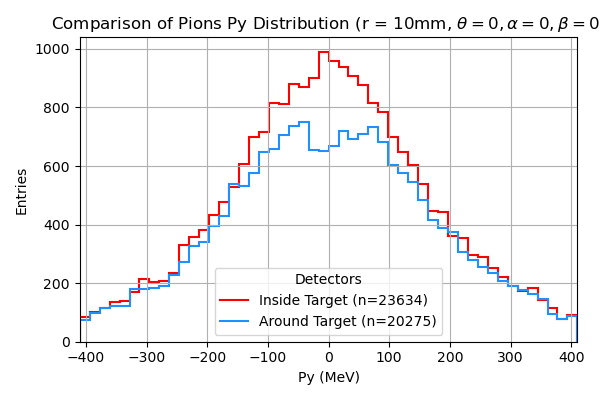 Comparison of Pions Py Distribution (r = 10mm, θ = 0, α = 0, β = 0
1000
800
600
400
200
0
Entries
Detectors
Inside Target (n=23634)
Around Target (n=20275)
−400 −300 −200 −100 0 100 200 300 400
Py (MeV)